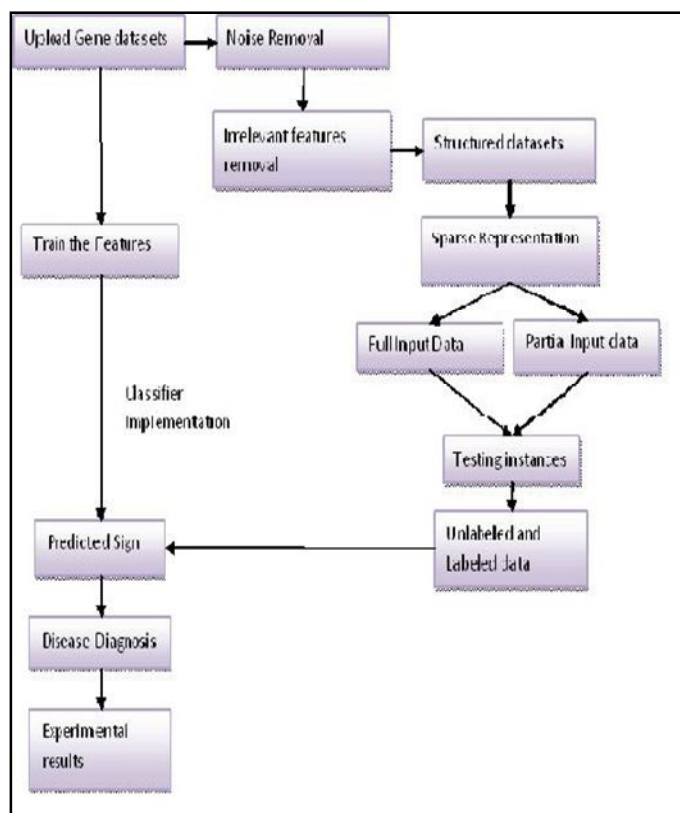 Upload Gene datasets
Noise Removal
Irrelevant features
removal
Structured datasets
Train the Features
Sparse Representation
Full Input Data
Partial Input data
Classifier
Implementation
Testing instances
Predicted Sign
Unlabeled and
Labeled data
Disease Diagnosis
Experimental
results